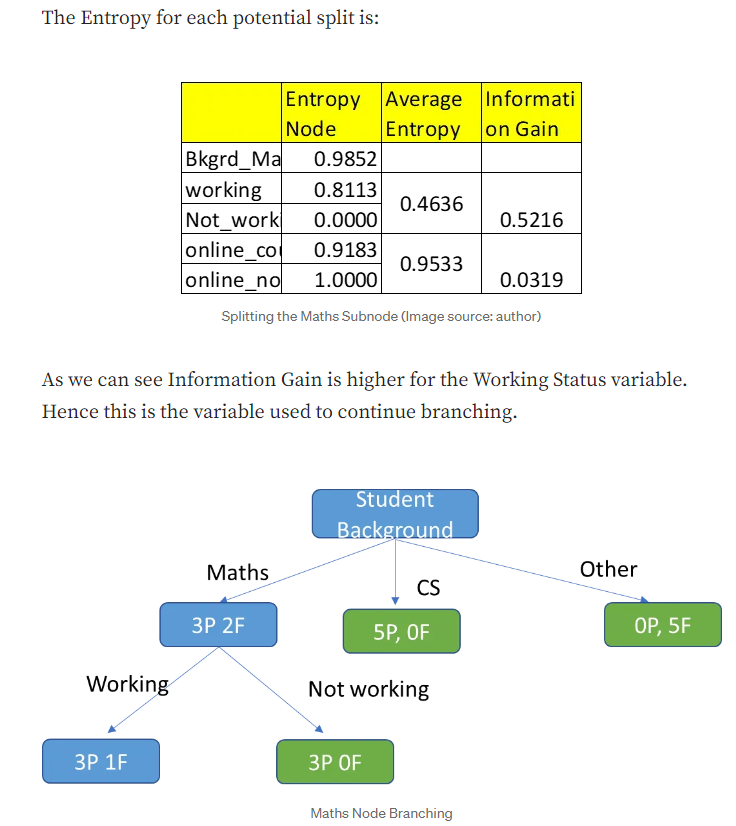 The Entropy for each potential split is:
Entropy Node Average Entropy Informati on Gain
Bkgrd_Ma 0.9852
working 0.8113
0.4636
Not_worki 0.0000 0.5216
online_cou 0.9183
0.9533
online_no 1.0000 0.0319
Splitting the Maths Subnode (Image source: author)
As we can see Information Gain is higher for the Working Status variable.
Hence this is the variable used to continue branching.
Student
Background
Maths
CS
Other
3P 2F
5P, 0F
0P, 5F
Working
Not working
3P 1F
3P 0F
Maths Node Branching